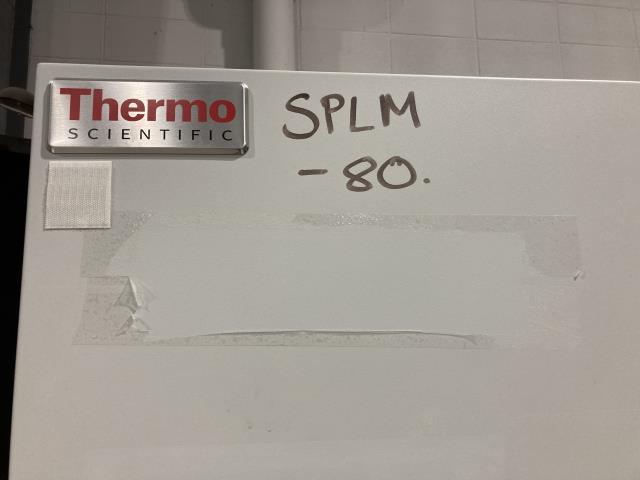 Thermo
SCIENTIFIC
SPLM
-80.